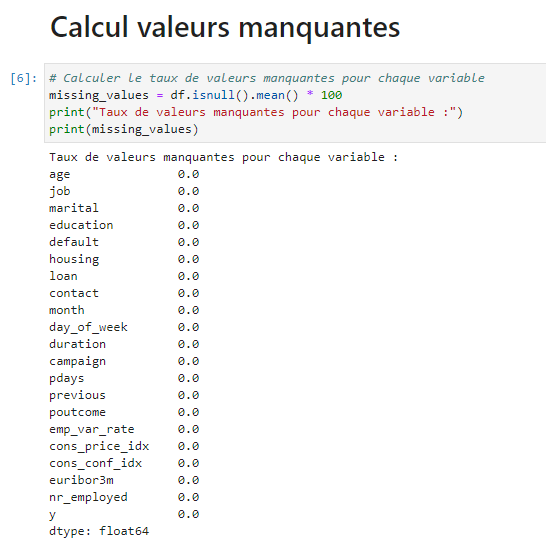 Calcul valeurs manquantes
[6]: # Calculer le taux de valeurs manquantes pour chaque variable
missing_values = df.isnull().mean() * 100
print("Taux de valeurs manquantes pour chaque variable :")
print(missing_values)
Taux de valeurs manquantes pour chaque variable :
age 0.0
job 0.0
marital 0.0
education 0.0
default 0.0
housing 0.0
loan 0.0
contact 0.0
month 0.0
day_of_week 0.0
duration 0.0
campaign 0.0
pdays 0.0
previous 0.0
poutcome 0.0
emp_var_rate 0.0
cons_price_idx 0.0
cons_conf_idx 0.0
euribor3m 0.0
nr_employed 0.0
y 0.0
dtype: float64